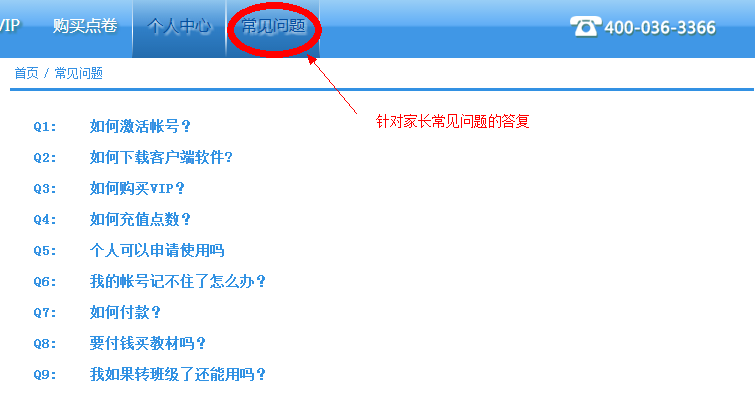 VIP 购买点卷 个人中心 常见问题 400-036-3366
首页 / 常见问题
针对家长常见问题的答复
Q1: 如何激活帐号？
Q2: 如何下载客户端软件?
Q3: 如何购买VIP？
Q4: 如何充值点数？
Q5: 个人可以申请使用吗
Q6: 我的帐号记不住了怎么办？
Q7: 如何付款？
Q8: 要付钱买教材吗？
Q9: 我如果转班级了还能用吗？